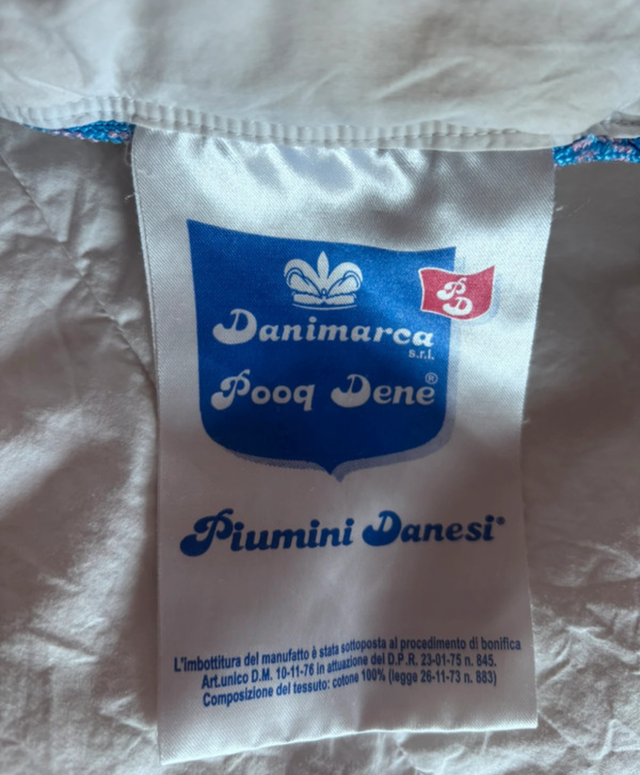 Danimarca
s.r.l.
PD
Pooq Dene®
Piumini Danesi®
L'imbottitura del manufatto è stata sottoposta al procedimento di bonifica
Art.unico D.M. 10-11-76 in attuazione del D.P.R. 23-01-75 n. 845.
Composizione del tessuto: cotone 100% (legge 26-11-73 n. 883)